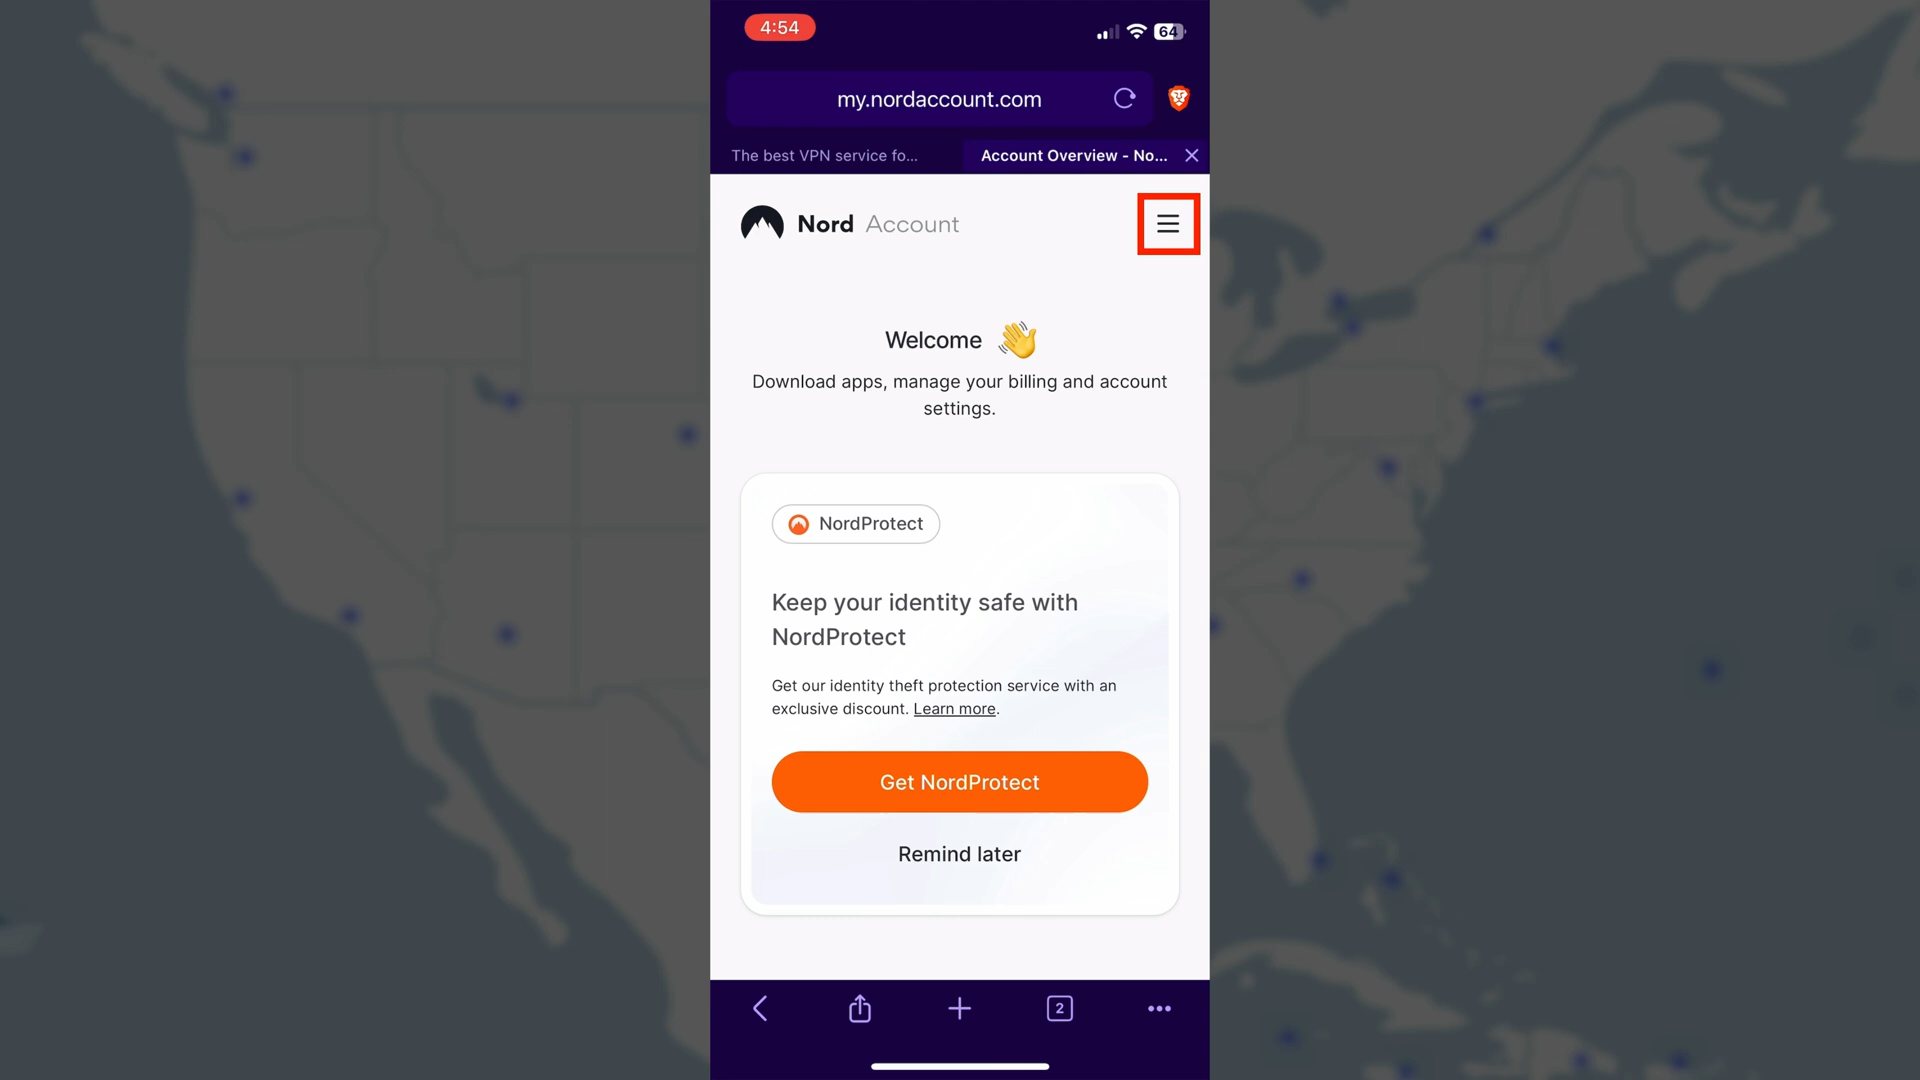 4:54
64
my.nordaccount.com
The best VPN service fo...
Account Overview - No...
Nord Account
Welcome 👋
Download apps, manage your billing and account
settings.
NordProtect
Keep your identity safe with
NordProtect
Get our identity theft protection service with an
exclusive discount. Learn more.
Get NordProtect
Remind later
2